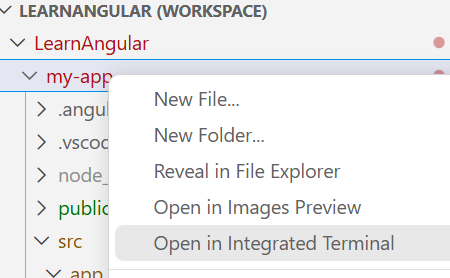 LEARNANGULAR (WORKSPACE)
LearnAngular
my-app
New File...
.angul
New Folder...
.vscod
Reveal in File Explorer
node_
Open in Images Preview
public
Open in Integrated Terminal
src
app